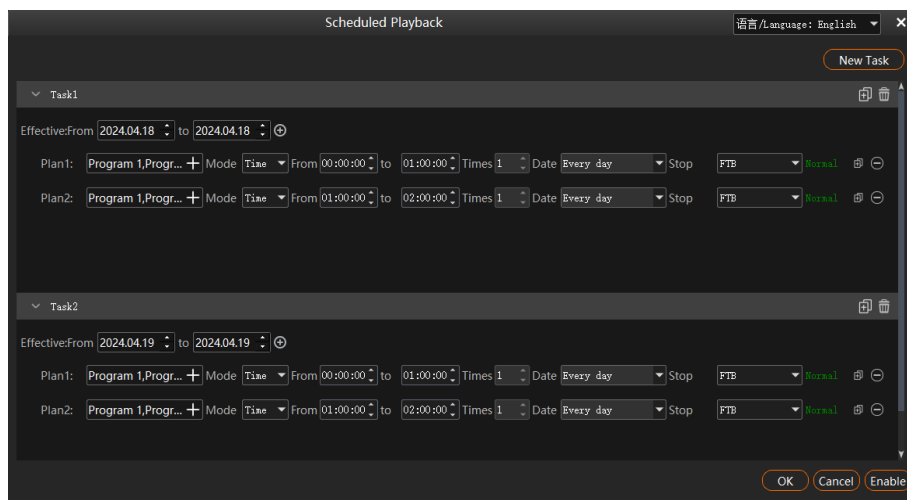 Scheduled Playback 语言/Language: English
New Task
Task1
Effective:From 2024.04.18 to 2024.04.18
Plan1: Program 1,Progr... Mode Time From 00:00:00 to 01:00:00 Times 1 Date Every day Stop FTB Normal
Plan2: Program 1,Progr... Mode Time From 01:00:00 to 02:00:00 Times 1 Date Every day Stop FTB Normal
Task2
Effective:From 2024.04.19 to 2024.04.19
Plan1: Program 1,Progr... Mode Time From 00:00:00 to 01:00:00 Times 1 Date Every day Stop FTB Normal
Plan2: Program 1,Progr... Mode Time From 01:00:00 to 02:00:00 Times 1 Date Every day Stop FTB Normal
OK Cancel Enable